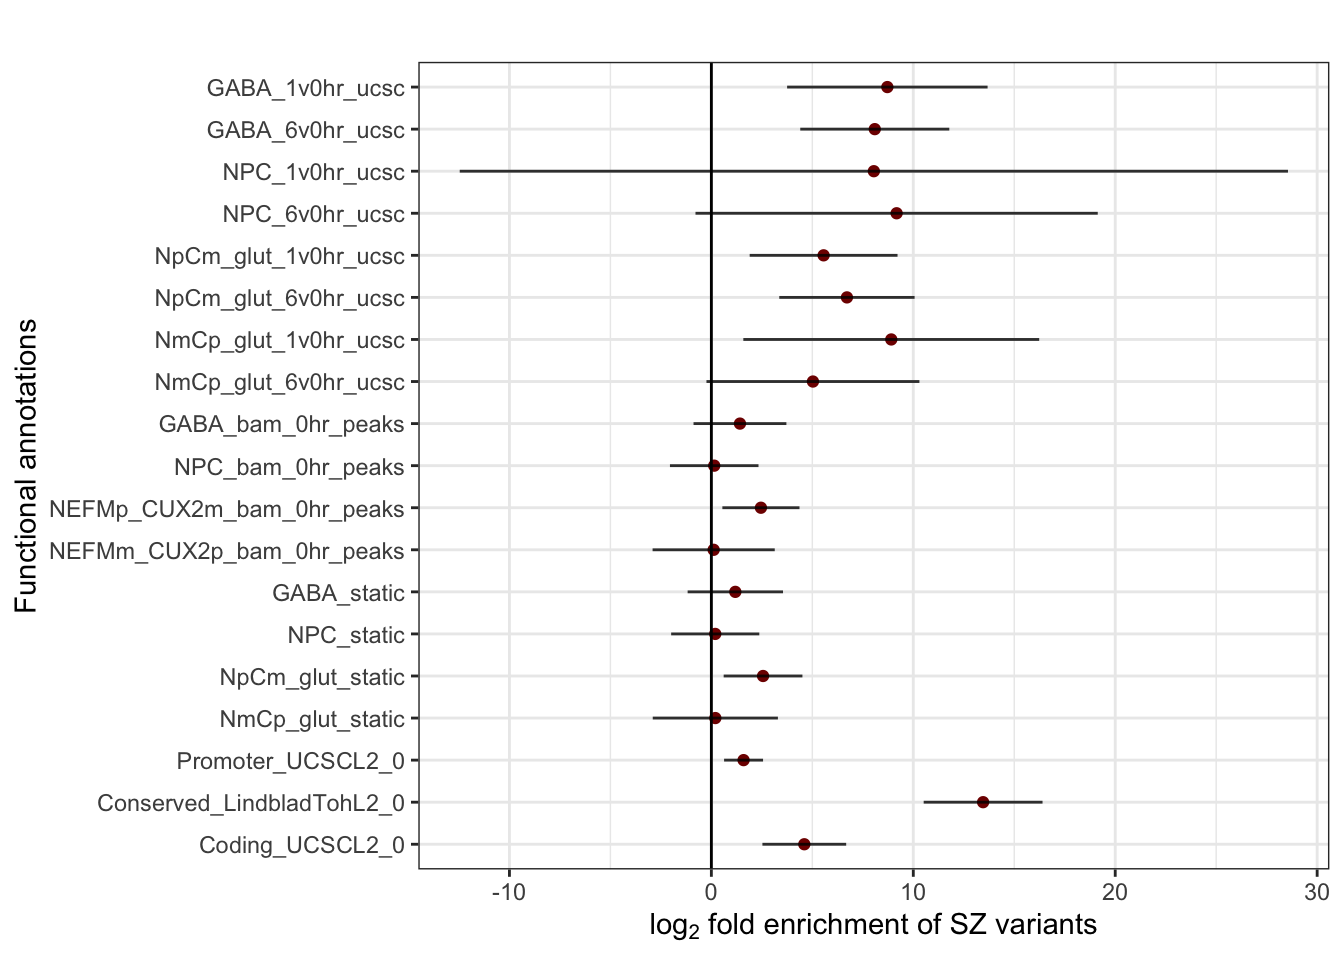 GABA_1v0hr_ucsc
GABA_6v0hr_ucsc
NPC_1v0hr_ucsc
NPC_6v0hr_ucsc
NpCm_glut_1v0hr_ucsc
NpCm_glut_6v0hr_ucsc
NmCp_glut_1v0hr_ucsc
NmCp_glut_6v0hr_ucsc
GABA_bam_0hr_peaks
NPC_bam_0hr_peaks
NEFMp_CUX2m_bam_0hr_peaks
NEFMm_CUX2p_bam_0hr_peaks
GABA_static
NPC_static
NpCm_glut_static
NmCp_glut_static
Promoter_UCSCL2_0
Conserved_LindbladTohL2_0
Coding_UCSCL2_0
Functional annotations
-10 0 10 20 30
log₂ fold enrichment of SZ variants